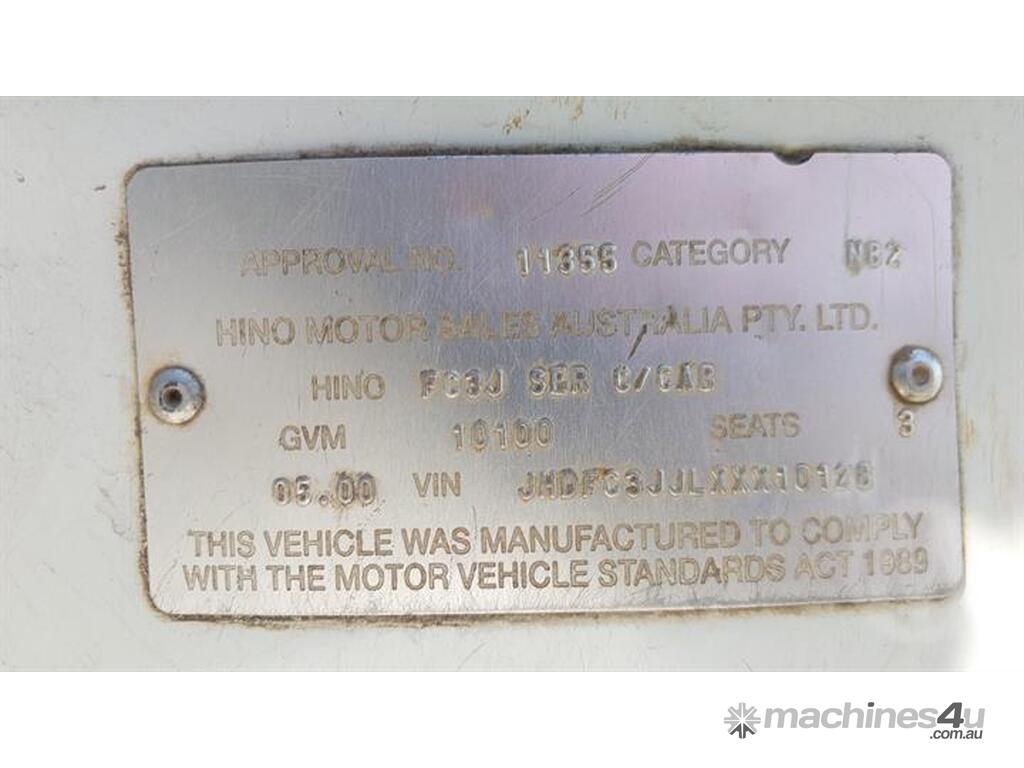 APPROVAL NO. 11356 CATEGORY NB2
HINO MOTOR SALES AUSTRALIA PTY. LTD.
HINO FC3J SER C/CAB
GVM 10100 SEATS 3
05.00 VIN JHDFC3JJLXXX10126
THIS VEHICLE WAS MANUFACTURED TO COMPLY
WITH THE MOTOR VEHICLE STANDARDS ACT 1989
machines4u
.com.au